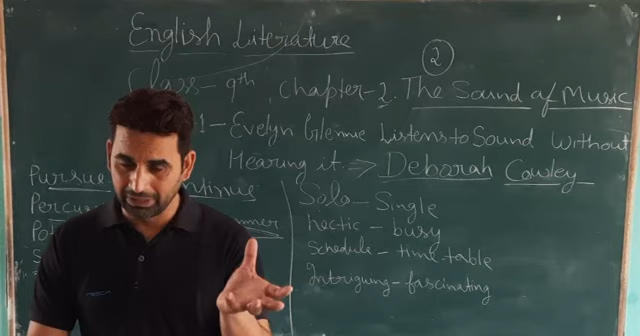 English Literature
2
Class - 9th, Chapter-2. The Sound of Music
1 - Evelyn Glennie Listens to Sound Without
Hearing it ⇒ Deborah Cowley
Pursue
Solo - Single
hectic - busy
Schedule - time-table
Intriguing - fascinating